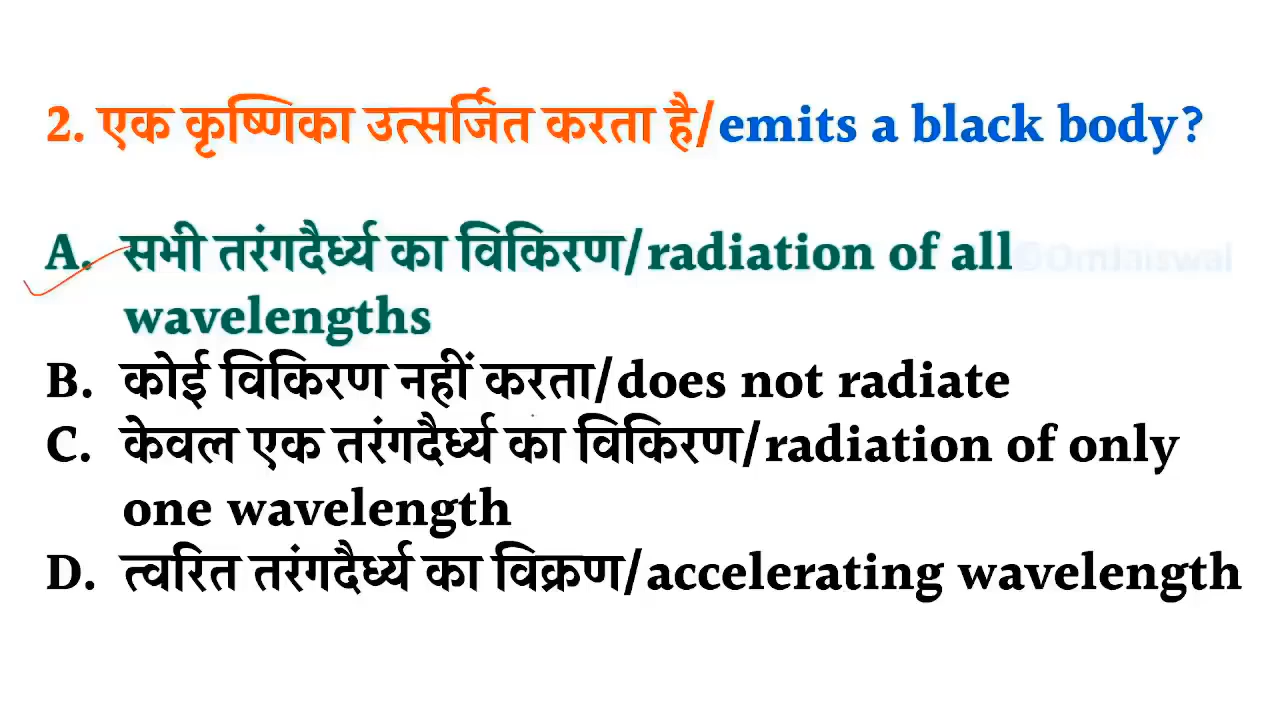 2. एक कृष्णिका उत्सर्जित करता है/emits a black body?
A. सभी तरंगदैर्ध्य का विकिरण/radiation of all
@OmJaiswal
wavelengths
B. कोई विकिरण नहीं करता/does not radiate
C. केवल एक तरंगदैर्ध्य का विकिरण/radiation of only
one wavelength
D. त्वरित तरंगदैर्ध्य का विक्रण/accelerating wavelength